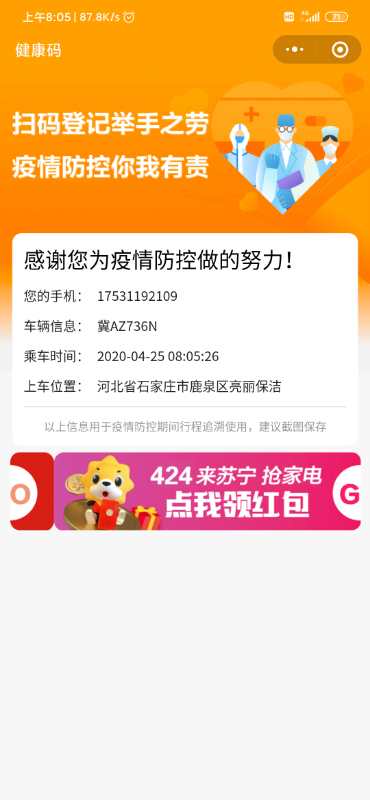 上午8:05 | 87.8K/s
HD 4G 73
健康码
扫码登记举手之劳
疫情防控你我有责
感谢您为疫情防控做的努力！
您的手机： 17531192109
车辆信息： 冀AZ736N
乘车时间： 2020-04-25 08:05:26
上车位置： 河北省石家庄市鹿泉区亮丽保洁
以上信息用于疫情防控期间行程追溯使用，建议截图保存
O
424来苏宁 抢家电
点我领红包
G